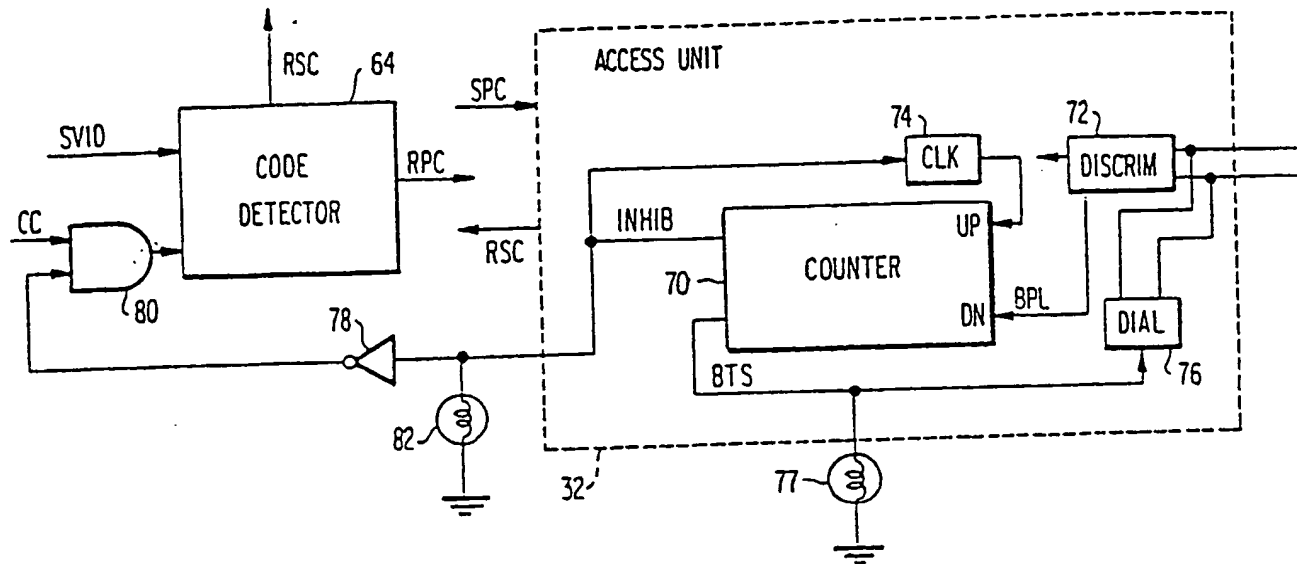 RSC
64
SVID
CODE
DETECTOR
RPC
CC
80
78
82
SPC
RSC
ACCESS UNIT
74
CLK
72
DISCRIM
INHIB
UP
COUNTER
70
DN
BPL
DIAL
76
BTS
32
77